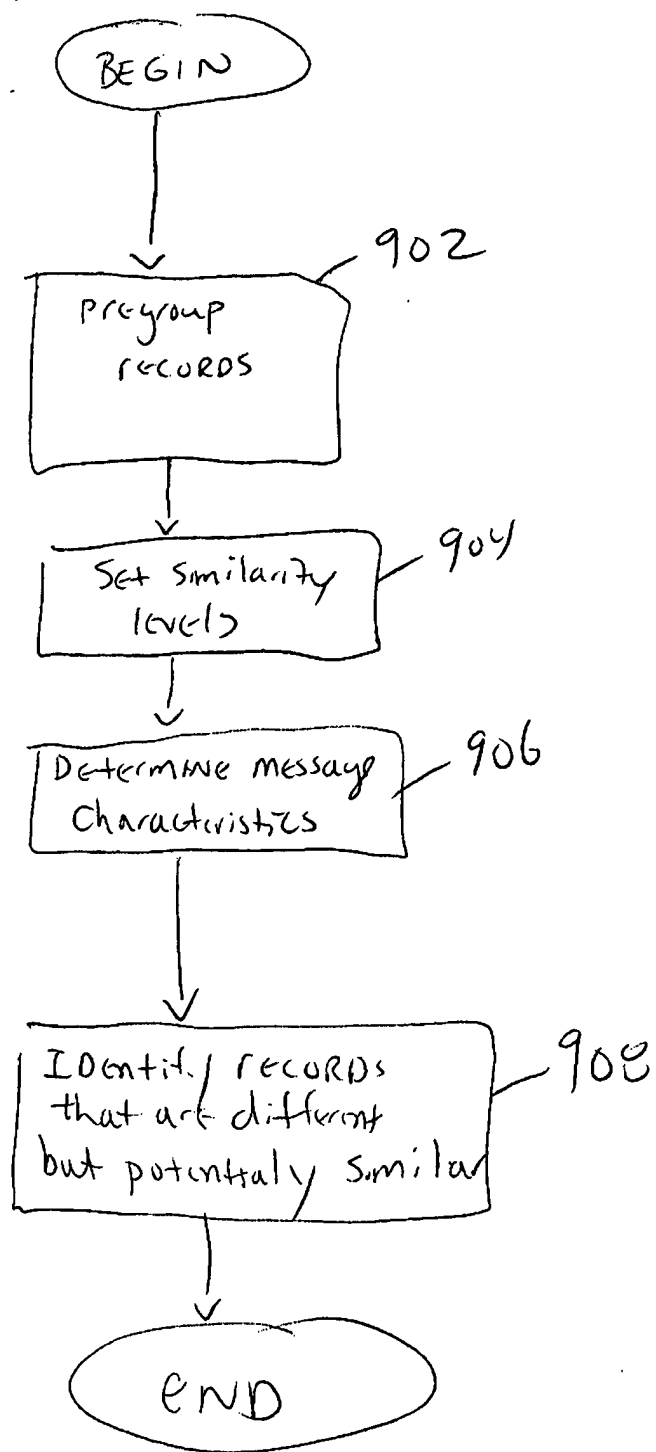 BEGIN
902
pregroup
RECORDS
904
Set similarity
levels
906
Determine message
characteristics
908
IDentify RECORDS
that are different
but potentialy similar
END